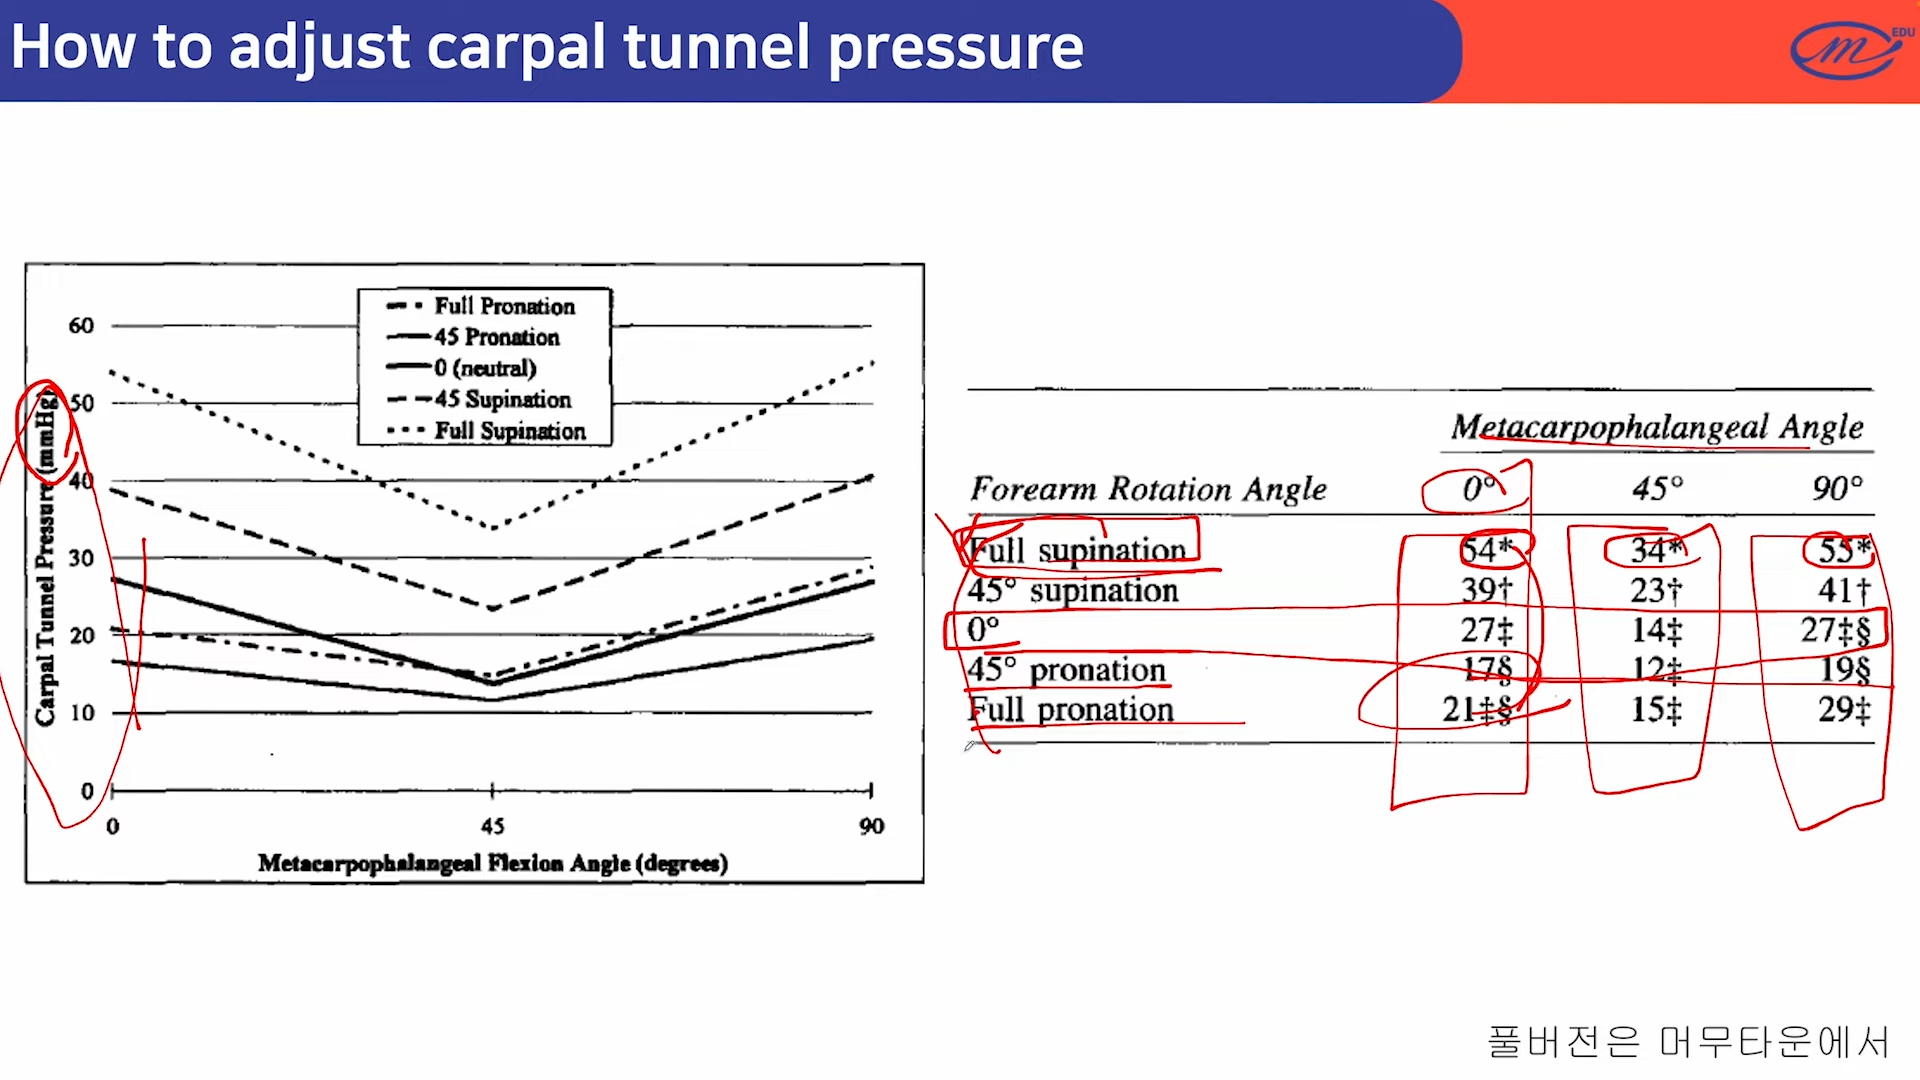 How to adjust carpal tunnel pressure
m EDU
Full Pronation
45 Pronation
0 (neutral)
45 Supination
Full Supination
60
50
40
30
20
10
0
Carpal Tunnel Pressure (mmHg)
0 45 90
Metacarpophalangeal Flexion Angle (degrees)
Metacarpophalangeal Angle
Forearm Rotation Angle 0° 45° 90°
Full supination 54* 34* 55*
45° supination 39† 23† 41†
0° 27‡ 14‡ 27‡§
45° pronation 17§ 12‡ 19§
Full pronation 21‡§ 15‡ 29‡
풀버전은 머무타운에서